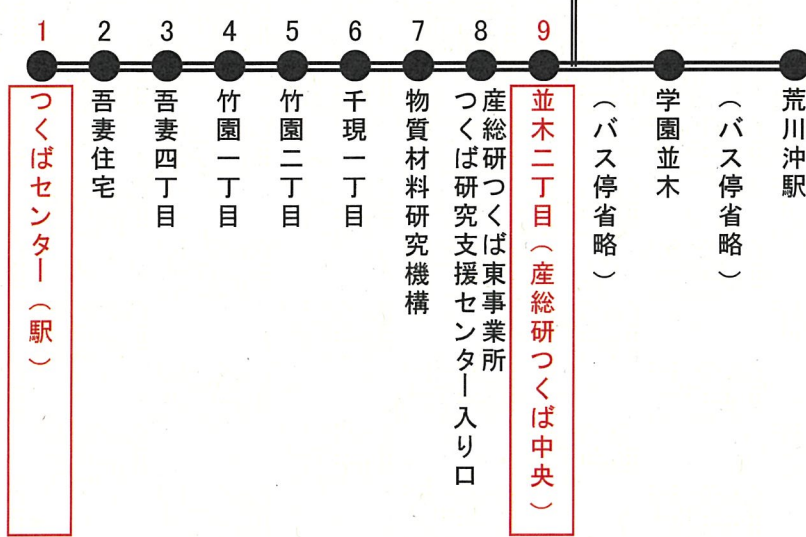 1
2
3
4
5
6
7
8
9
つくばセンター（駅）
吾妻住宅
吾妻四丁目
竹園一丁目
竹園二丁目
千現一丁目
物質材料研究機構
産総研つくば東事業所
つくば研究支援センター入り口
並木二丁目（産総研つくば中央）
（バス停省略）
学園並木
（バス停省略）
荒川沖駅